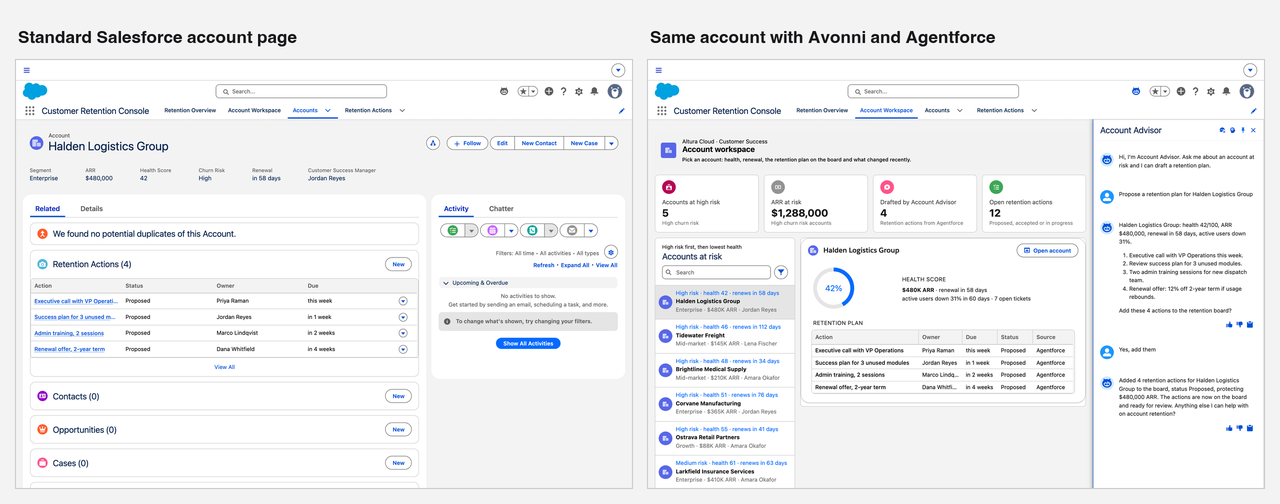 Standard Salesforce account page
Search...
Customer Retention Console
Retention Overview
Account Workspace
Accounts
Retention Actions
Account
Halden Logistics Group
Follow
Edit
New Contact
New Case
Segment
Enterprise
ARR
$480,000
Health Score
42
Churn Risk
High
Renewal
in 58 days
Customer Success Manager
Jordan Reyes
Related
Details
We found no potential duplicates of this Account.
Retention Actions (4)
New
Action Status Owner Due
Executive call with VP Operati... Proposed Priya Raman this week
Success plan for 3 unused m... Proposed Jordan Reyes in 1 week
Admin training, 2 sessions Proposed Marco Lindqvist in 2 weeks
Renewal offer, 2-year term Proposed Dana Whitfield in 4 weeks
View All
Contacts (0)
New
Opportunities (0)
New
Cases (0)
New
Activity
Chatter
Filters: All time • All activities • All types
Refresh • Expand All • View All
Upcoming & Overdue
No activities to show.
Get started by sending an email, scheduling a task, and more.
To change what's shown, try changing your filters.
Show All Activities
Same account with Avonni and Agentforce
Search...
Customer Retention Console
Retention Overview
Account Workspace
Accounts
Retention Actions
Altura Cloud · Customer Success
Account workspace
Pick an account: health, renewal, the retention plan on the board and what changed recently.
Accounts at high risk
5
High churn risk
ARR at risk
$1,288,000
High churn risk accounts
Drafted by Account Advisor
4
Retention actions from Agentforce
Open retention actions
12
Proposed, accepted or in progress
High risk first, then lowest health
Accounts at risk
Search
High risk · health 42 · renews in 58 days
Halden Logistics Group
Enterprise · $480K ARR · Jordan Reyes
High risk · health 46 · renews in 112 days
Tidewater Freight
Mid-market · $145K ARR · Lena Fischer
High risk · health 48 · renews in 34 days
Brightline Medical Supply
Mid-market · $210K ARR · Amara Okafor
High risk · health 51 · renews in 76 days
Corvane Manufacturing
Enterprise · $365K ARR · Jordan Reyes
High risk · health 55 · renews in 41 days
Ostrava Retail Partners
Growth · $88K ARR · Amara Okafor
Medium risk · health 61 · renews in 63 days
Larkfield Insurance Services
Enterprise · $410K ARR · Amara Okafor
Halden Logistics Group
Open account
42%
HEALTH SCORE
$480K ARR · renewal in 58 days
active users down 31% in 60 days · 7 open tickets
RETENTION PLAN
Action Owner Due Status Source
Executive call with VP Operations Priya Raman this week Proposed Agentforce
Success plan for 3 unused modules Jordan Reyes in 1 week Proposed Agentforce
Admin training, 2 sessions Marco Lindq... in 2 weeks Proposed Agentforce
Renewal offer, 2-year term Dana Whitfi... in 4 weeks Proposed Agentforce
Account Advisor
Hi, I'm Account Advisor. Ask me about an account
at risk and I can draft a retention plan.
Propose a retention plan for Halden Logistics Group
Halden Logistics Group: health 42/100, ARR
$480,000, renewal in 58 days, active users down
31%.
1. Executive call with VP Operations this week.
2. Review success plan for 3 unused modules.
3. Two admin training sessions for new dispatch
team.
4. Renewal offer: 12% off 2-year term if usage
rebounds.
Add these 4 actions to the retention board?
Yes, add them
Added 4 retention actions for Halden Logistics
Group to the board, status Proposed, protecting
$480,000 ARR. The actions are now on the board
and ready for review. Anything else I can help with
on account retention?